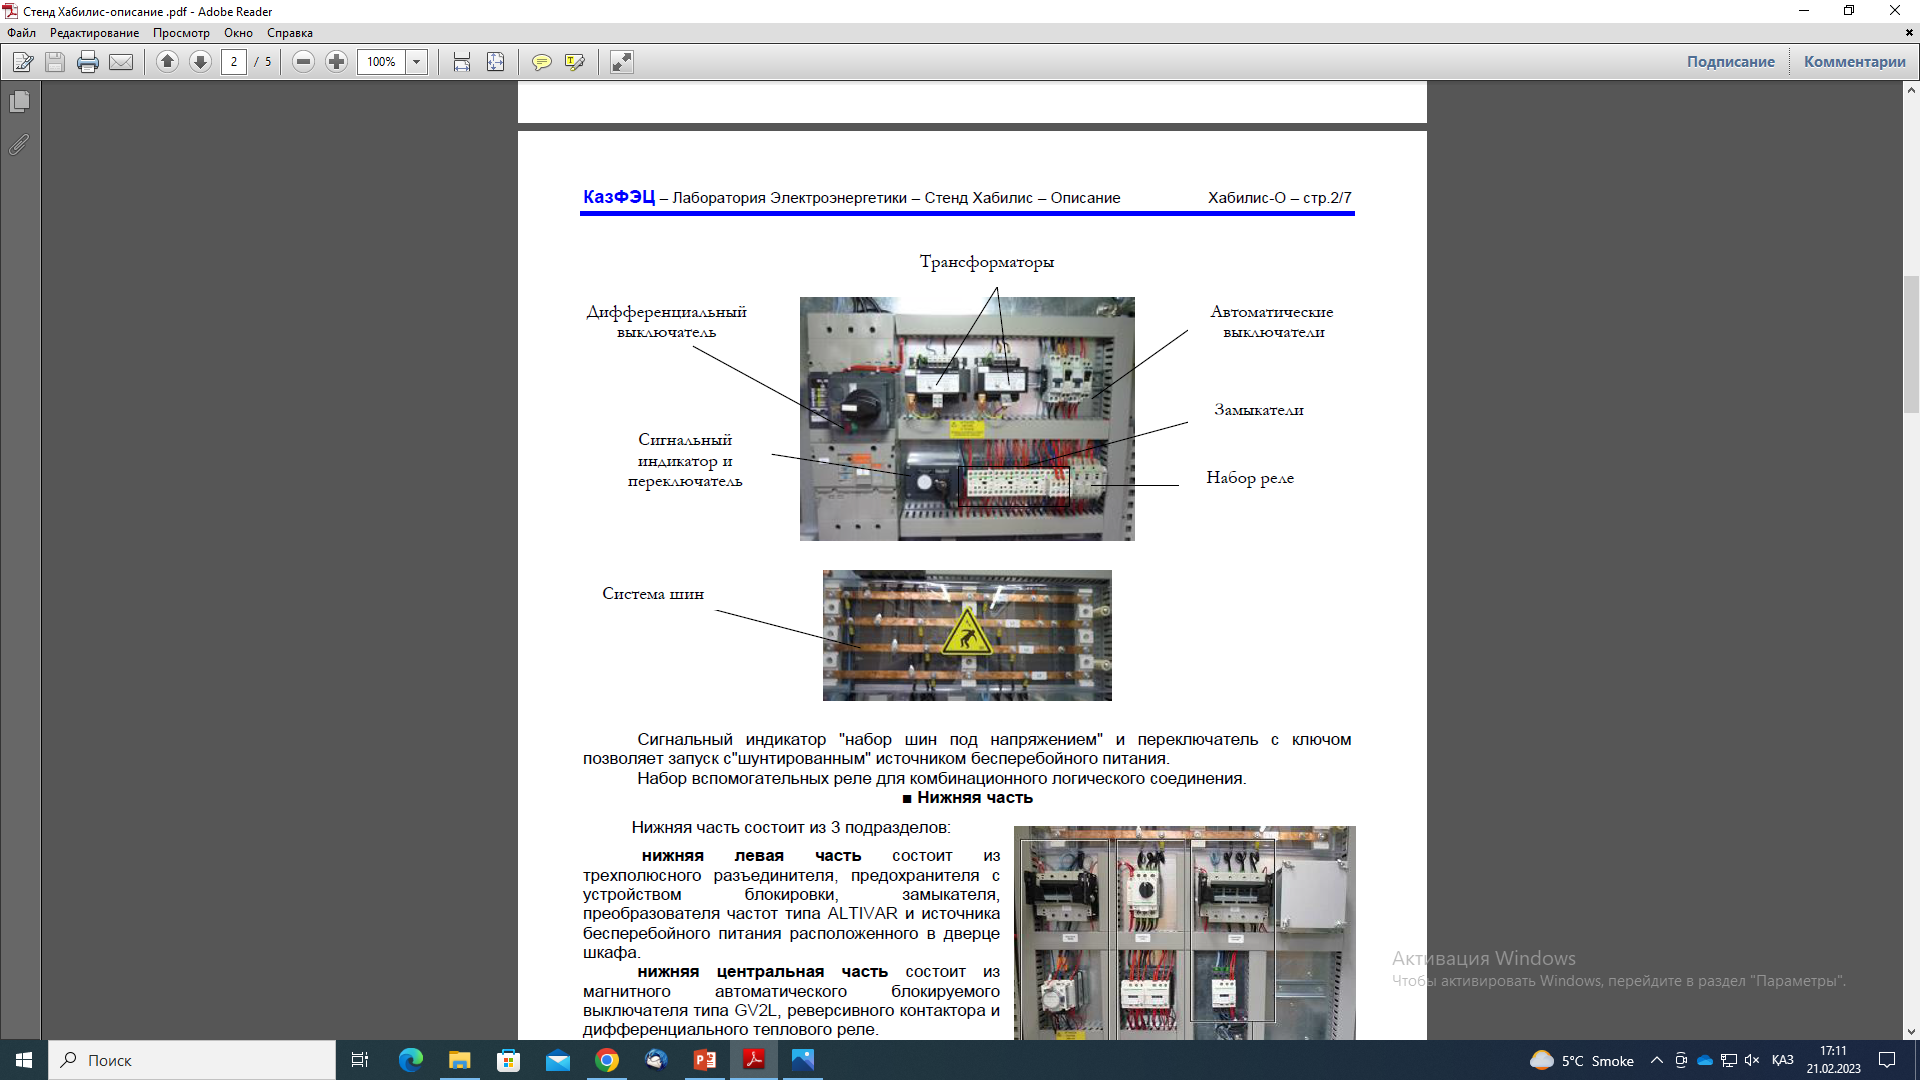 Стенд Хабилис-описание .pdf - Adobe Reader
Файл Редактирование Просмотр Окно Справка
2 / 5 100% Подписание Комментарии
КазФЭЦ – Лаборатория Электроэнергетики – Стенд Хабилис – Описание Хабилис-О – стр.2/7
Трансформаторы
Дифференциальный
выключатель
Автоматические
выключатели
Замыкатели
Сигнальный
индикатор и
переключатель
Набор реле
Система шин
Сигнальный индикатор "набор шин под напряжением" и переключатель с ключом
позволяет запуск с"шунтированным" источником бесперебойного питания.
Набор вспомогательных реле для комбинационного логического соединения.
■ Нижняя часть
Нижняя часть состоит из 3 подразделов:
нижняя левая часть состоит из
трехполюсного разъединителя, предохранителя с
устройством блокировки, замыкателя,
преобразователя частот типа ALTIVAR и источника
бесперебойного питания расположенного в дверце
шкафа.
нижняя центральная часть состоит из
магнитного автоматического блокируемого
выключателя типа GV2L, реверсивного контактора и
дифференциального теплового реле.
Активация Windows
Чтобы активировать Windows, перейдите в раздел "Параметры".
Поиск
5°C Smoke
ҚАЗ
17:11
21.02.2023